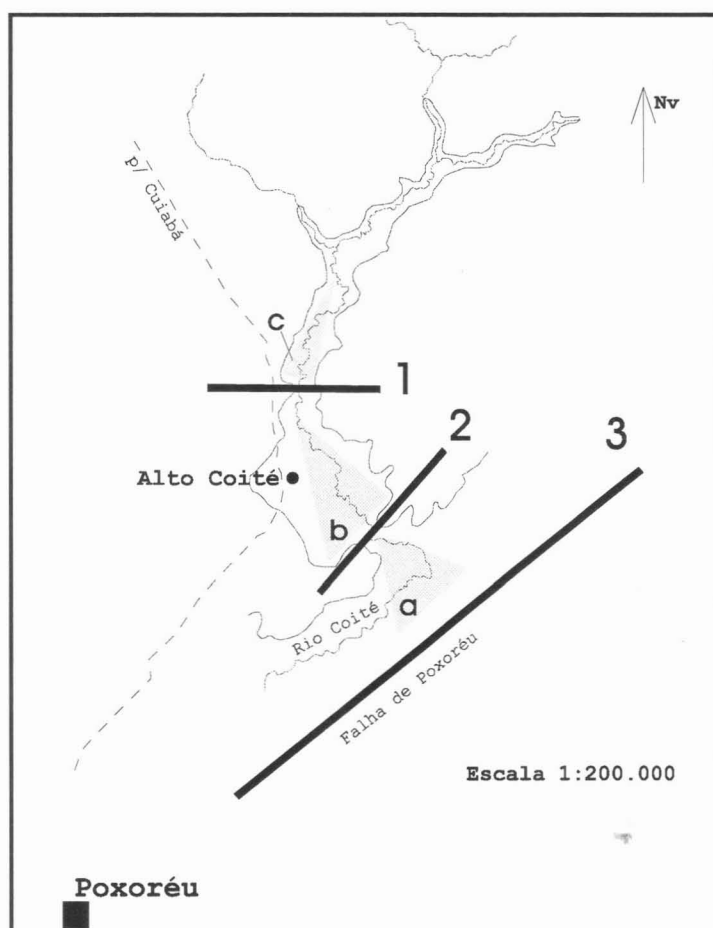 Nv
p/ Cuiabá
c
1
2
3
Alto Coité
b
a
Rio Coité
Falha de Poxoréu
Escala 1:200.000
Poxoréu